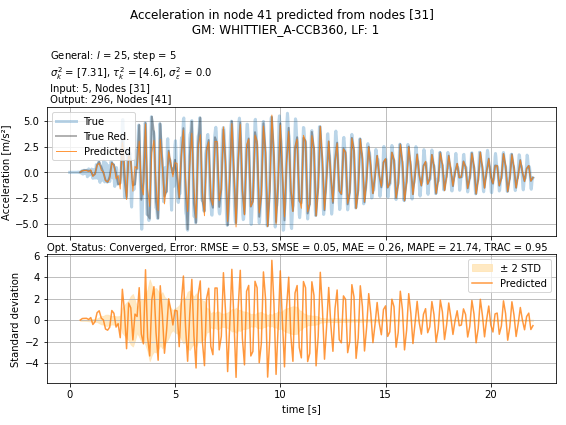 Acceleration in node 41 predicted from nodes [31]
GM: WHITTIER_A-CCB360, LF: 1
General: l = 25, step = 5
σ²ₖ = [7.31], τ²ₖ = [4.6], σ²ε = 0.0
Input: 5, Nodes [31]
Output: 296, Nodes [41]
Acceleration [m/s²]
5.0
2.5
0.0
−2.5
−5.0
True
True Red.
Predicted
Opt. Status: Converged, Error: RMSE = 0.53, SMSE = 0.05, MAE = 0.26, MAPE = 21.74, TRAC = 0.95
Standard deviation
6
4
2
0
−2
−4
± 2 STD
Predicted
0 5 10 15 20
time [s]